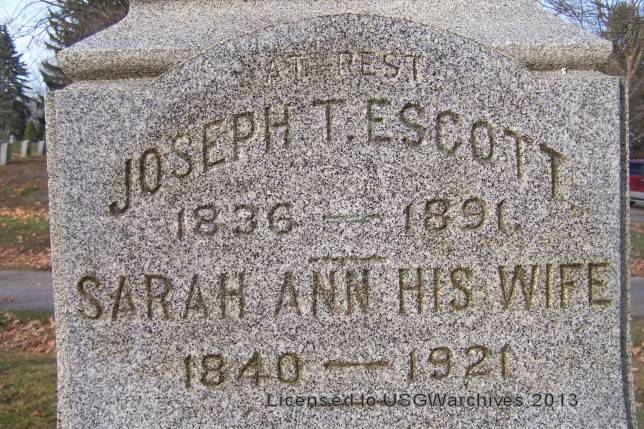 AT REST.
JOSEPH T. ESCOTT.
1836 — 1891.
SARAH ANN HIS WIFE
1840 — 1921
Licensed to USGWarchives 2013